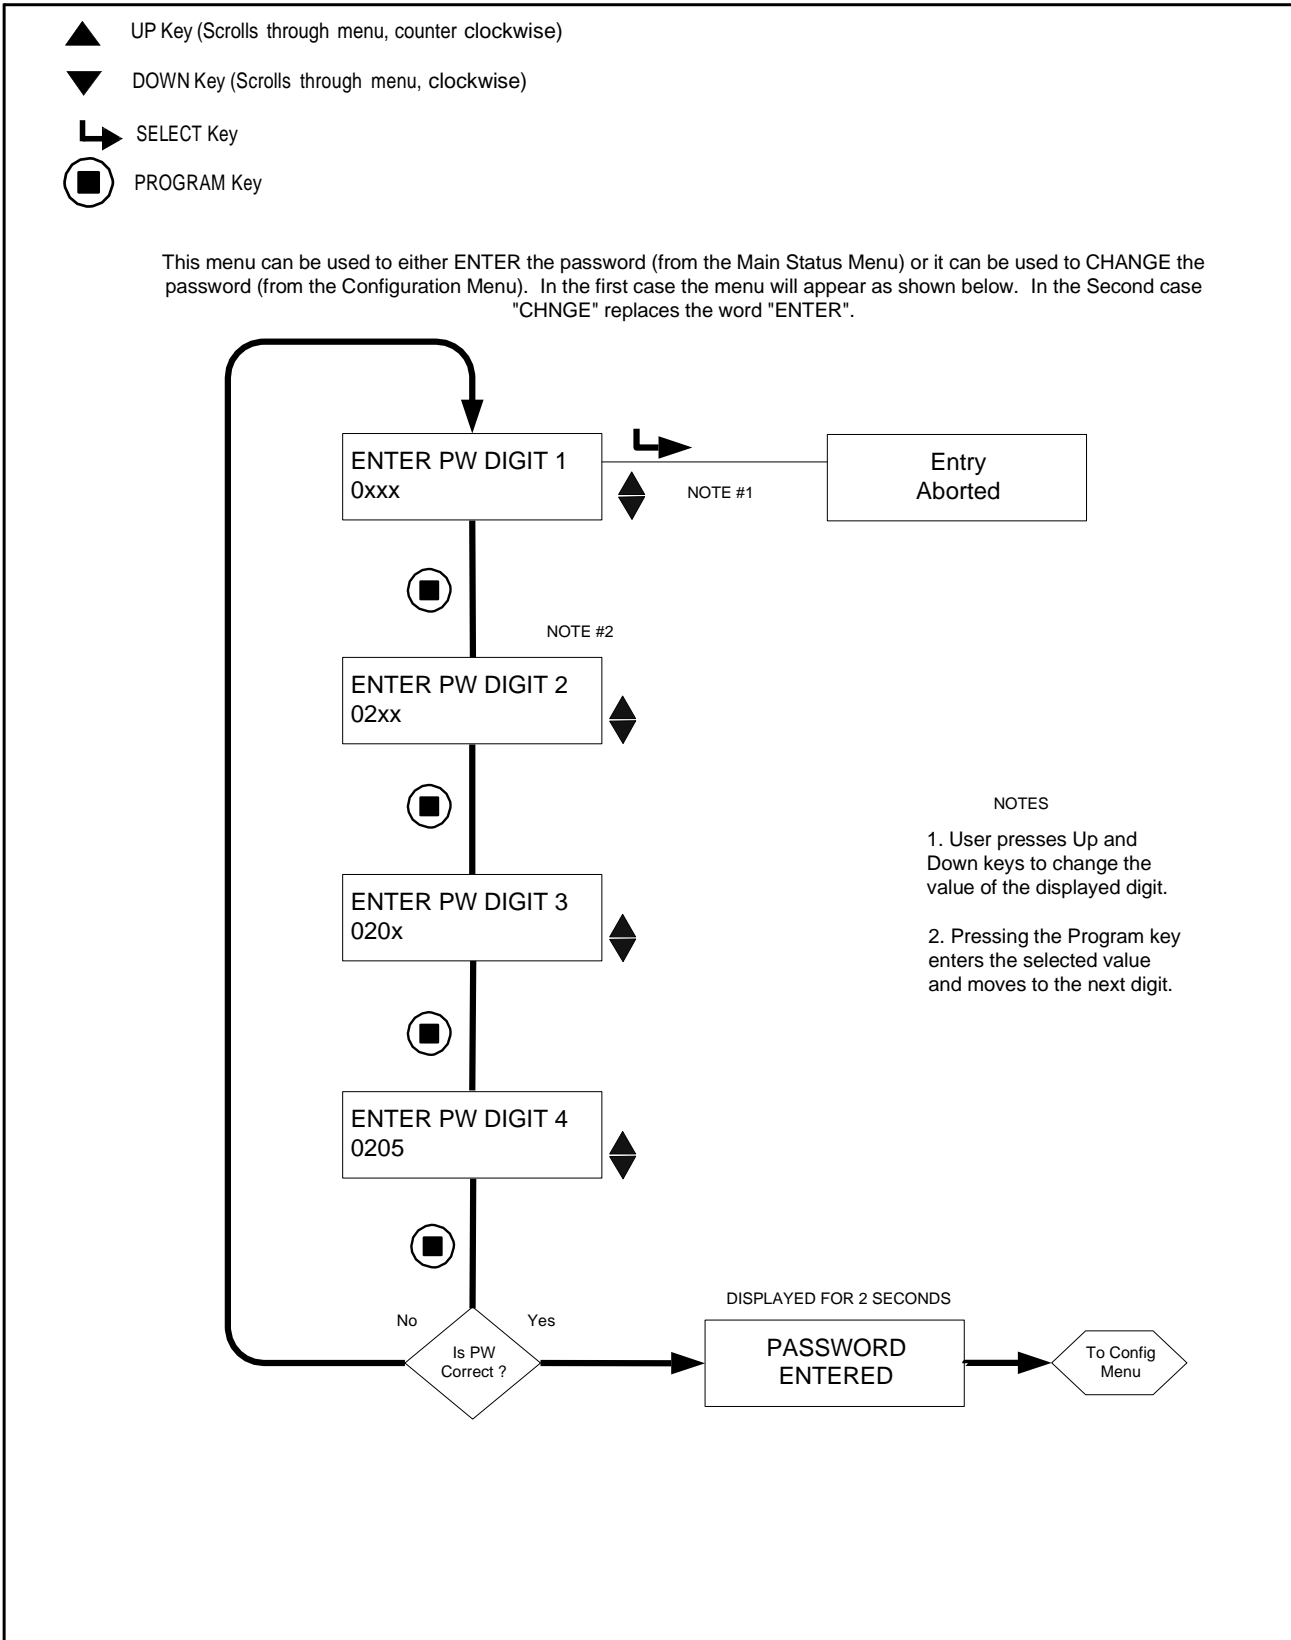 UP Key (Scrolls through menu, counter clockwise)
DOWN Key (Scrolls through menu, clockwise)
SELECT Key
PROGRAM Key
This menu can be used to either ENTER the password (from the Main Status Menu) or it can be used to CHANGE the
password (from the Configuration Menu). In the first case the menu will appear as shown below. In the Second case
"CHNGE" replaces the word "ENTER".
ENTER PW DIGIT 1
0xxx
NOTE #1
Entry
Aborted
NOTE #2
ENTER PW DIGIT 2
02xx
NOTES
1. User presses Up and
Down keys to change the
value of the displayed digit.
2. Pressing the Program key
enters the selected value
and moves to the next digit.
ENTER PW DIGIT 3
020x
ENTER PW DIGIT 4
0205
No
Yes
Is PW
Correct ?
DISPLAYED FOR 2 SECONDS
PASSWORD
ENTERED
To Config
Menu